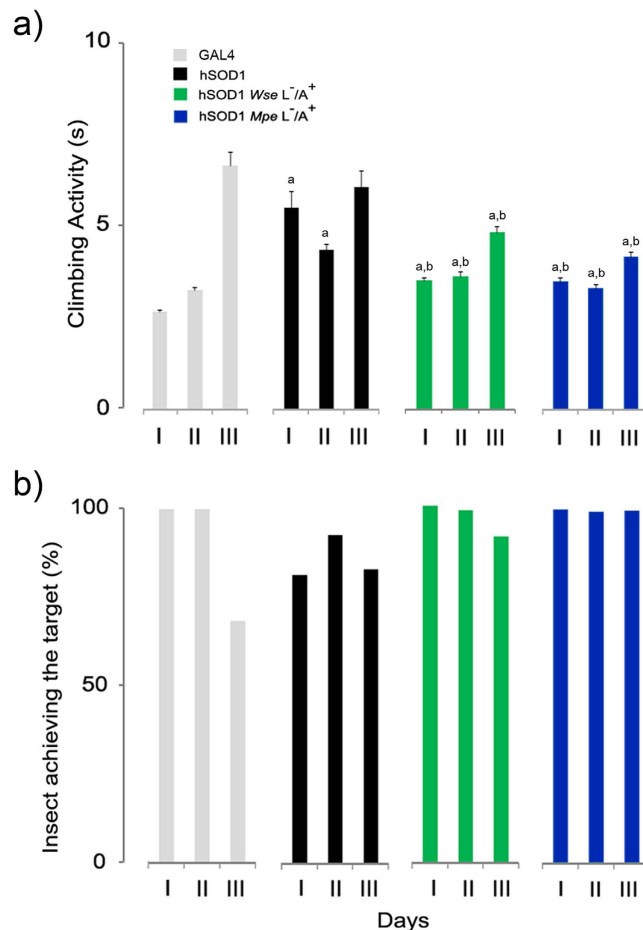 a)
10
GAL4
hSOD1
hSOD1 Wse L⁻/A⁺
hSOD1 Mpe L⁻/A⁺
Climbing Activity (s)
5
0
a
a
a,b
a,b
a,b
a,b
a,b
a,b
I II III I II III I II III I II III
b)
100
Insect achieving the target (%)
50
0
I II III I II III I II III I II III
Days